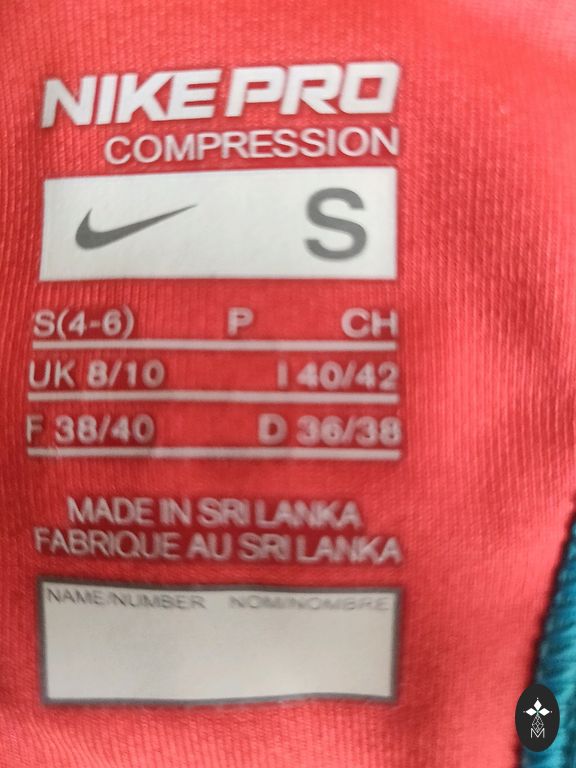 NIKE PRO
COMPRESSION
S
S(4-6) P CH
UK 8/10 I 40/42
F 38/40 D 36/38
MADE IN SRI LANKA
FABRIQUE AU SRI LANKA
NAME/NUMBER NOM/NOMBRE
M